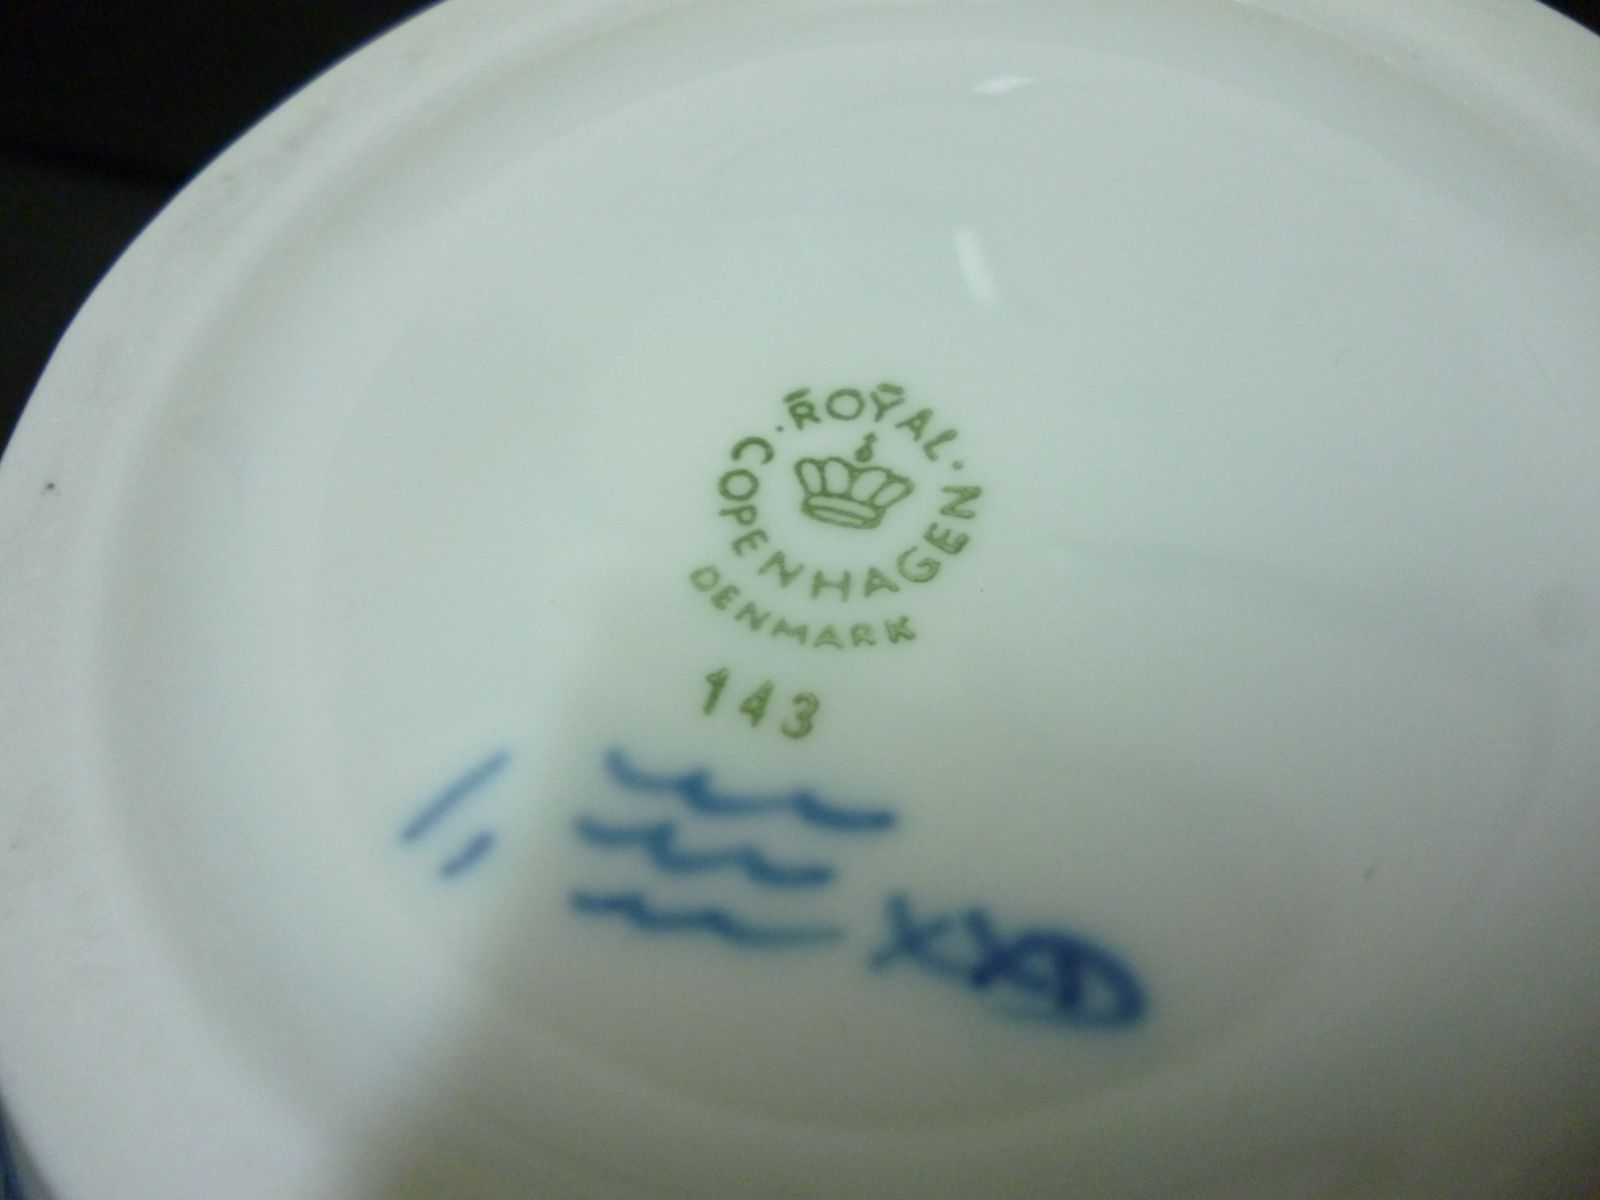 ROYAL
COPENHAGEN
DENMARK
143